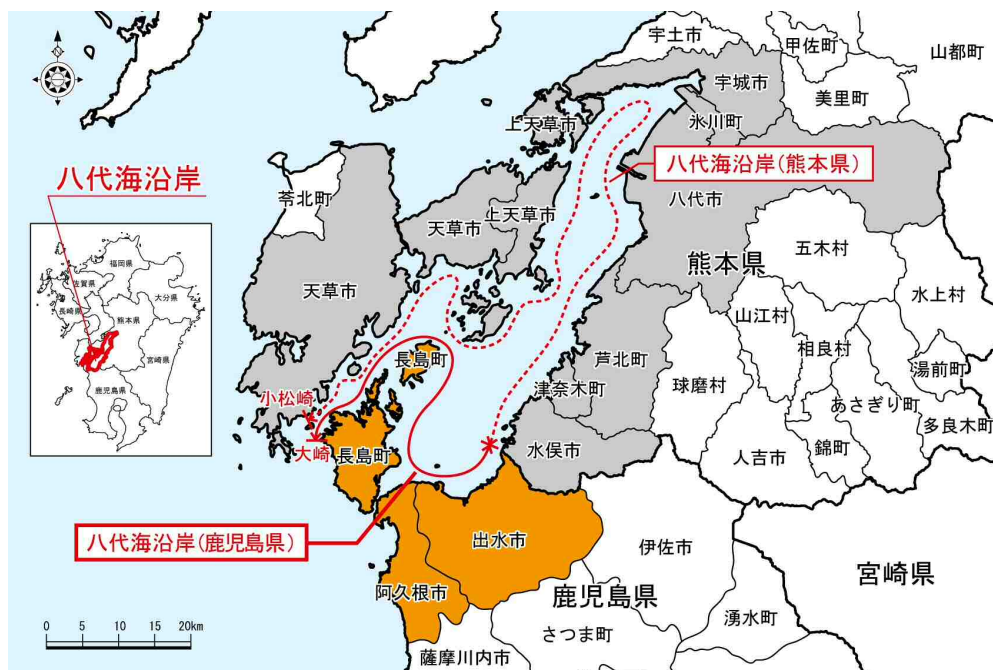 N
宇土市
甲佐町
山都町
宇城市
美里町
上天草市
氷川町
八代海沿岸(熊本県)
八代海沿岸
苓北町
八代市
上天草市
天草市
五木村
福岡県
佐賀県
大分県
長崎県
熊本県
宮崎県
鹿児島県
熊本県
天草市
水上村
山江村
相良村
芦北町
長島町
湯前町
津奈木町
球磨村
小松崎
あさぎり町
多良木町
大崎
長島町
水俣市
人吉市
錦町
八代海沿岸(鹿児島県)
出水市
伊佐市
宮崎県
阿久根市
鹿児島県
湧水町
さつま町
0 5 10 15 20km
薩摩川内市